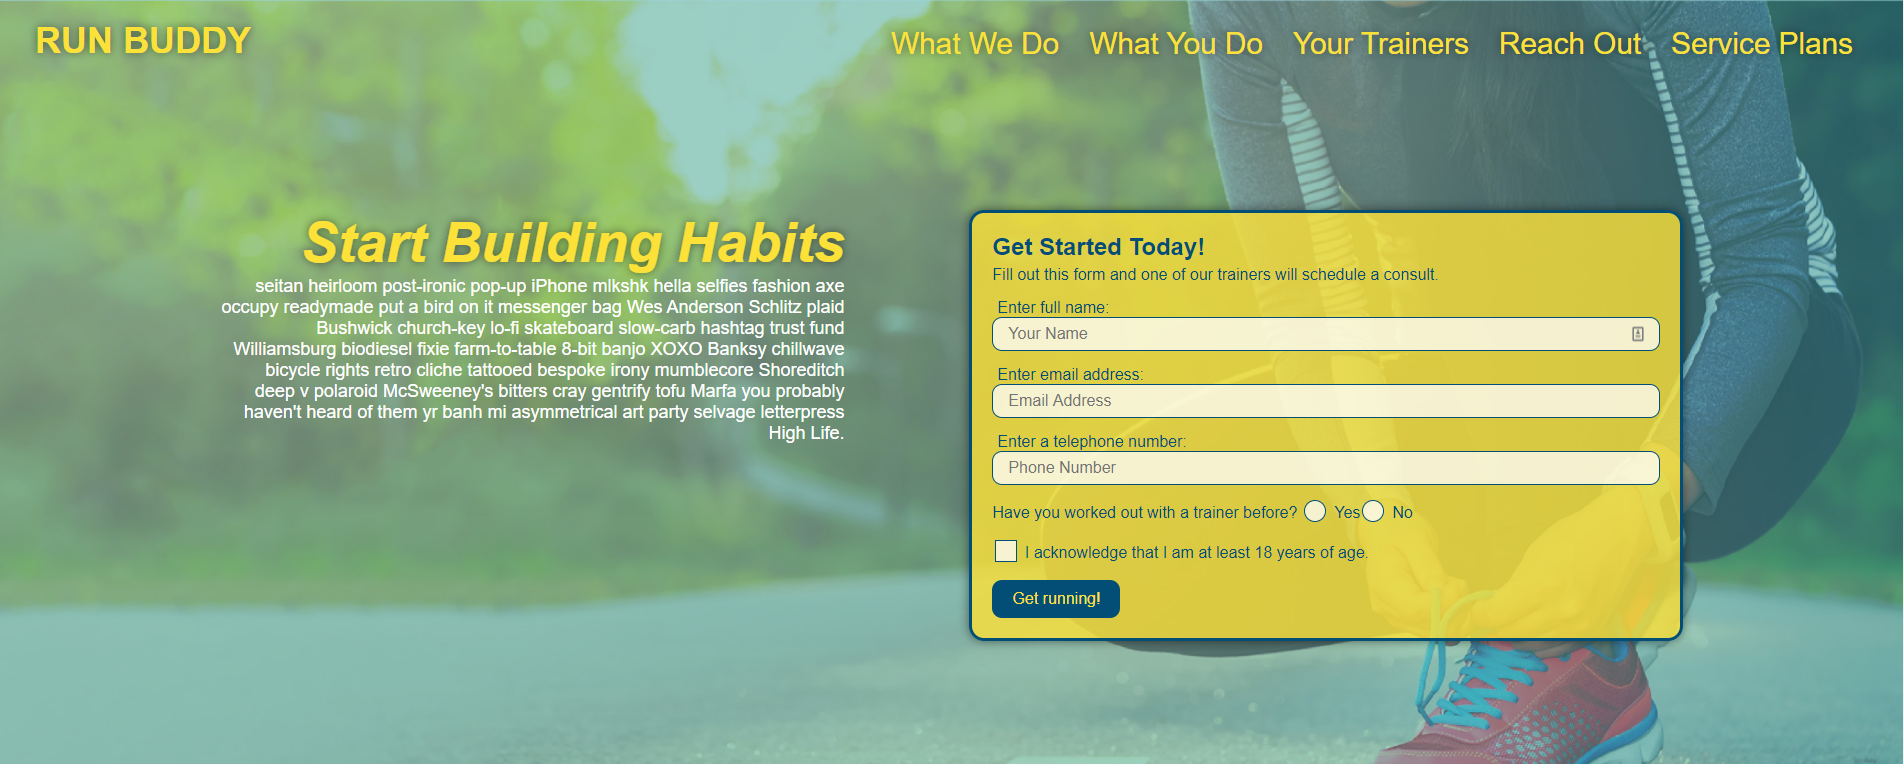 RUN BUDDY
What We Do What You Do Your Trainers Reach Out Service Plans
Start Building Habits
seitan heirloom post-ironic pop-up iPhone mlkshk hella selfies fashion axe
occupy readymade put a bird on it messenger bag Wes Anderson Schlitz plaid
Bushwick church-key lo-fi skateboard slow-carb hashtag trust fund
Williamsburg biodiesel fixie farm-to-table 8-bit banjo XOXO Banksy chillwave
bicycle rights retro cliche tattooed bespoke irony mumblecore Shoreditch
deep v polaroid McSweeney's bitters cray gentrify tofu Marfa you probably
haven't heard of them yr banh mi asymmetrical art party selvage letterpress
High Life.
Get Started Today!
Fill out this form and one of our trainers will schedule a consult.
Enter full name:
Your Name
Enter email address:
Email Address
Enter a telephone number:
Phone Number
Have you worked out with a trainer before? Yes No
I acknowledge that I am at least 18 years of age.
Get running!